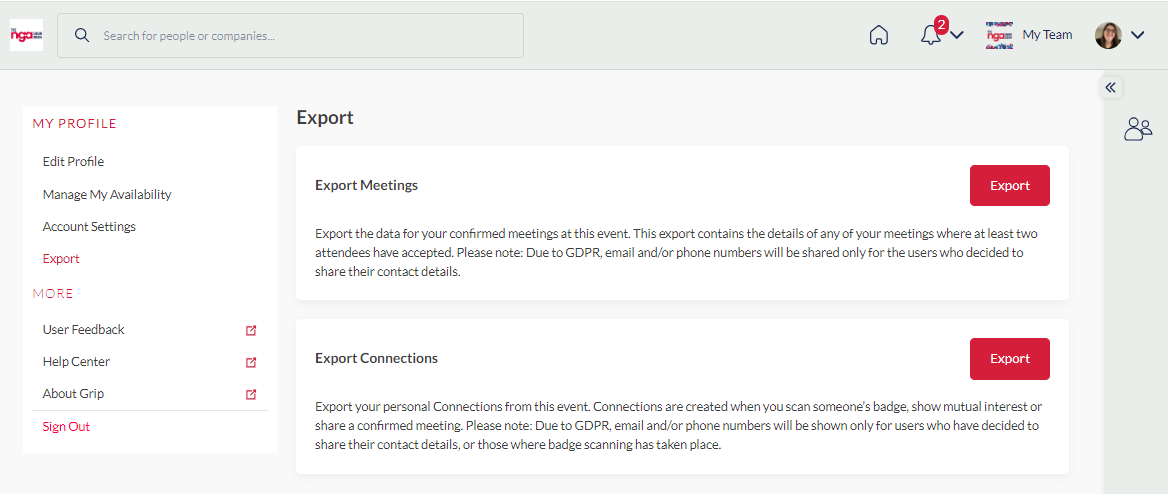 nga
Search for people or companies...
2
nga
My Team
MY PROFILE
Edit Profile
Manage My Availability
Account Settings
Export
MORE
User Feedback
Help Center
About Grip
Sign Out
Export
Export Meetings
Export
Export the data for your confirmed meetings at this event. This export contains the details of any of your meetings where at least two
attendees have accepted. Please note: Due to GDPR, email and/or phone numbers will be shared only for the users who decided to
share their contact details.
Export Connections
Export
Export your personal Connections from this event. Connections are created when you scan someone’s badge, show mutual interest or
share a confirmed meeting. Please note: Due to GDPR, email and/or phone numbers will be shown only for users who have decided to
share their contact details, or those where badge scanning has taken place.